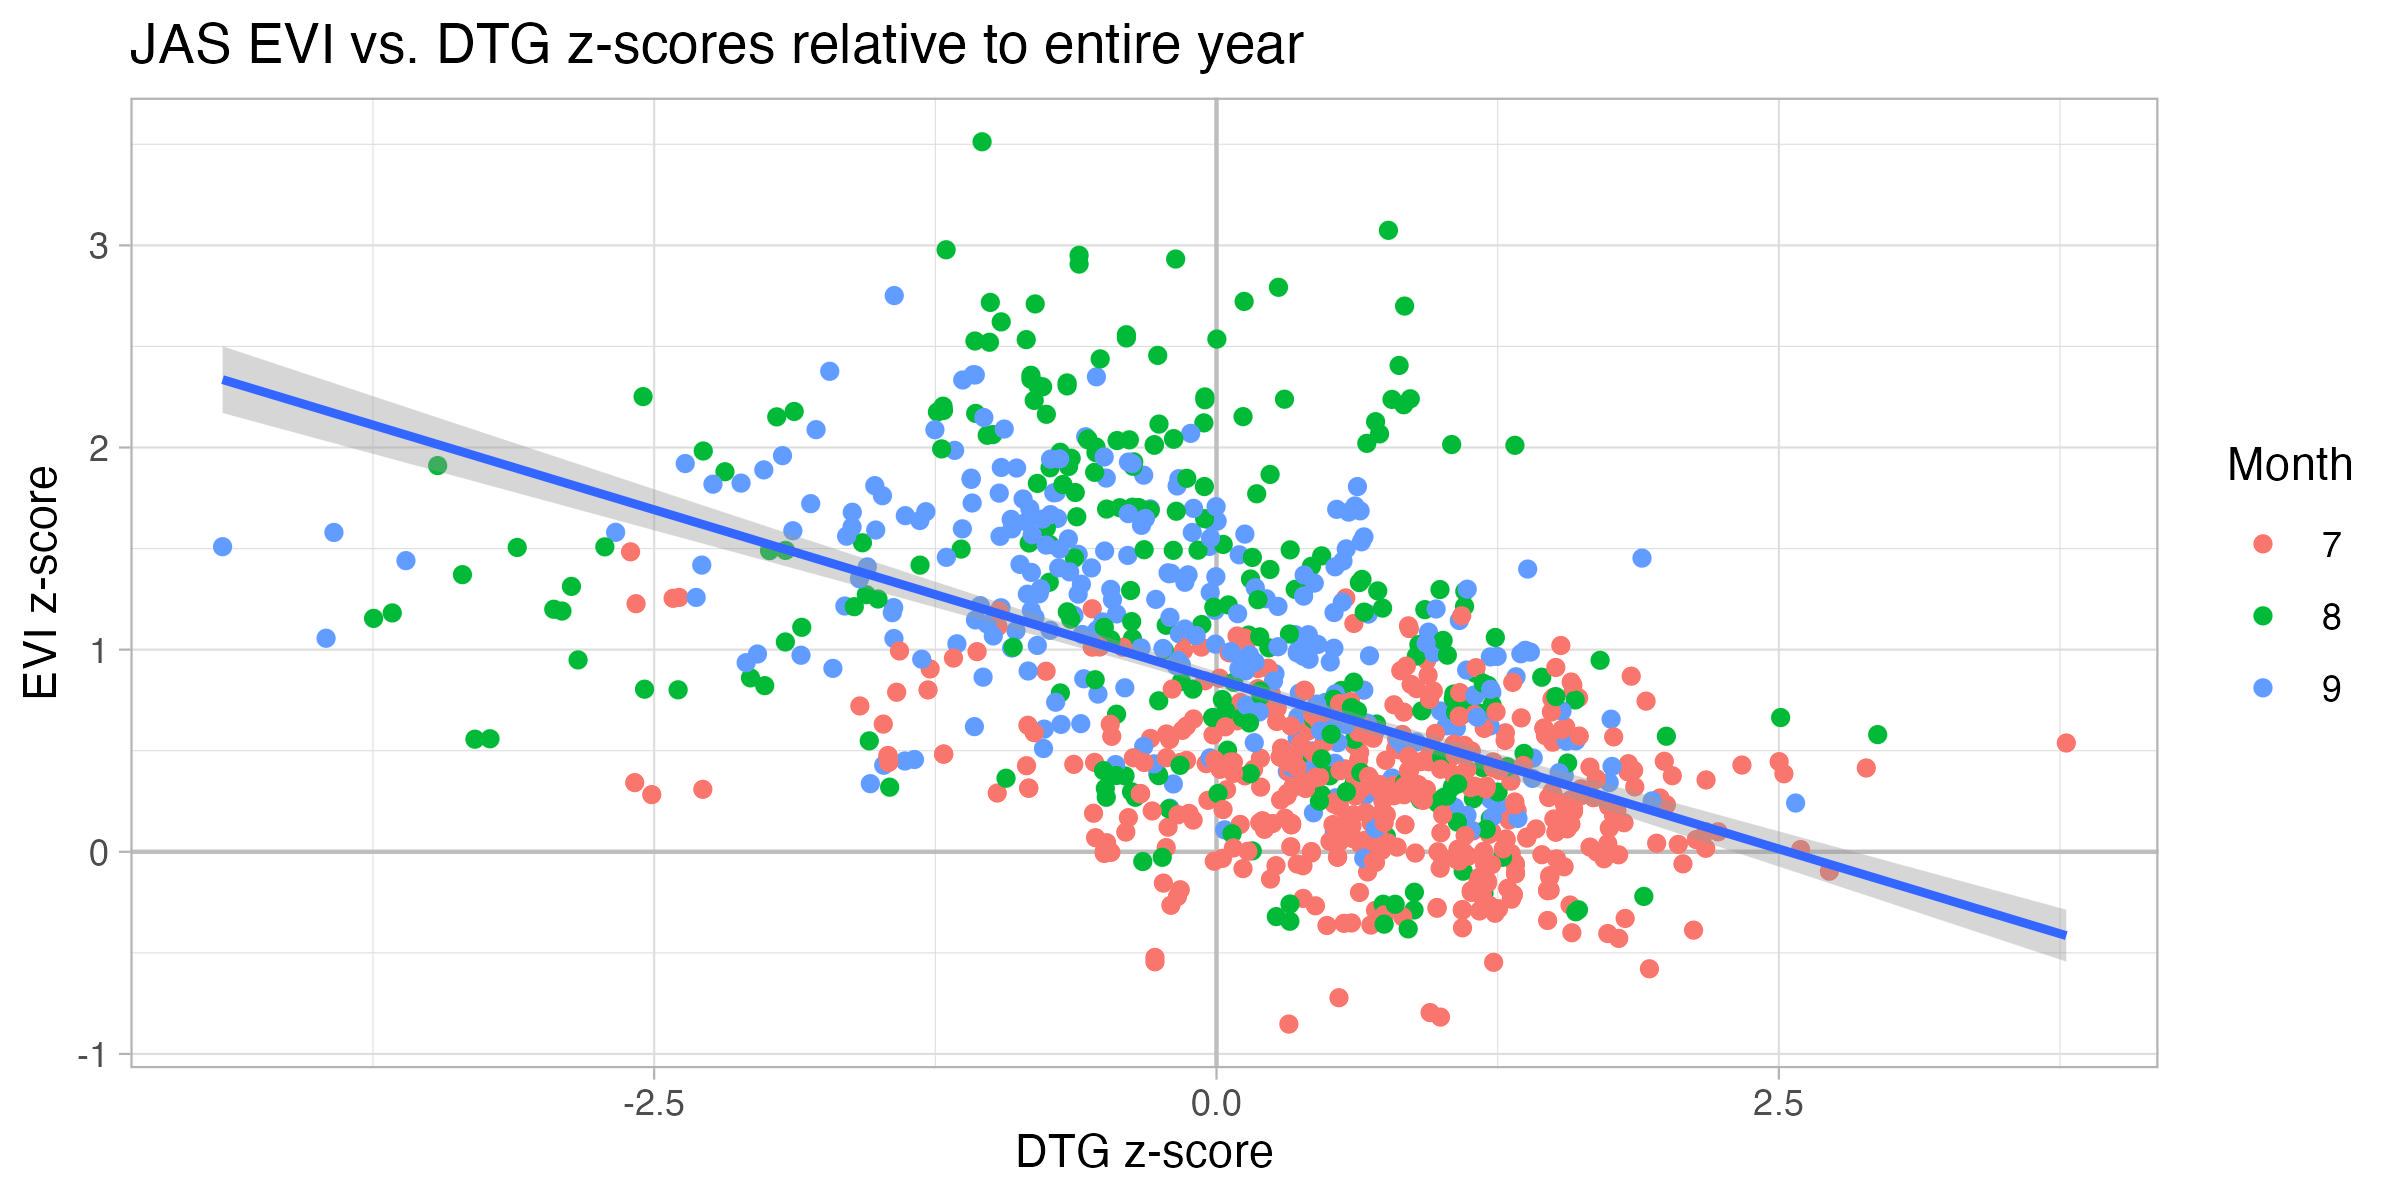 JAS EVI vs. DTG z-scores relative to entire year
EVI z-score
3
2
1
0
-1
-2.5 0.0 2.5
DTG z-score
Month
7
8
9